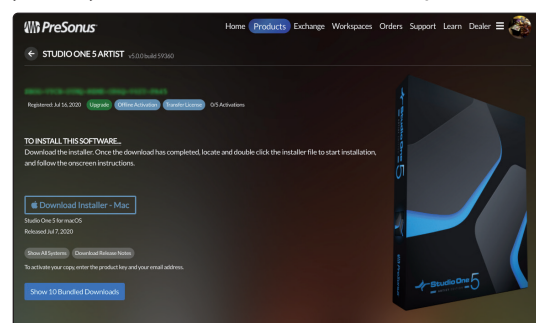 PreSonus
Home Products Exchange Workspaces Orders Support Learn Dealer
STUDIO ONE 5 ARTIST v5.0.0 build 59360
Registered: Jul 16, 2020 Upgrade Offline Activation Transfer License 0/5 Activations
TO INSTALL THIS SOFTWARE...
Download the installer. Once the download has completed, locate and double click the installer file to start installation,
and follow the onscreen instructions.
Download Installer - Mac
Studio One 5 for macOS
Released Jul 7, 2020
Show All Systems Download Release Notes
To activate your copy, enter the product key and your email address.
Show 10 Bundled Downloads
Studio One 5
Studio One 5